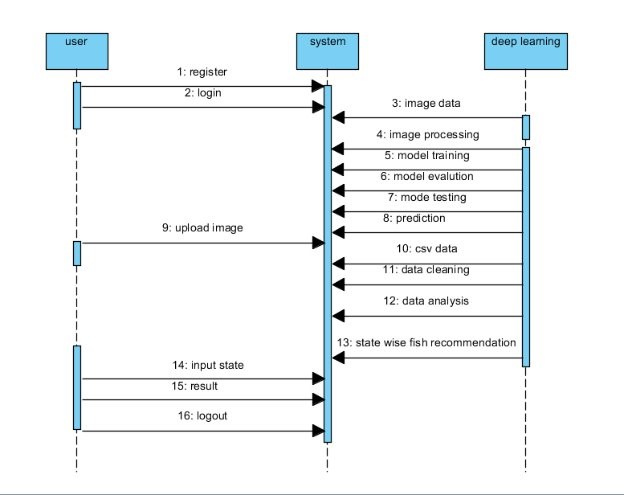 user
system
deep learning
1: register
2: login
3: image data
4: image processing
5: model training
6: model evalution
7: mode testing
8: prediction
9: upload image
10: csv data
11: data cleaning
12: data analysis
13: state wise fish recommendation
14: input state
15: result
16: logout